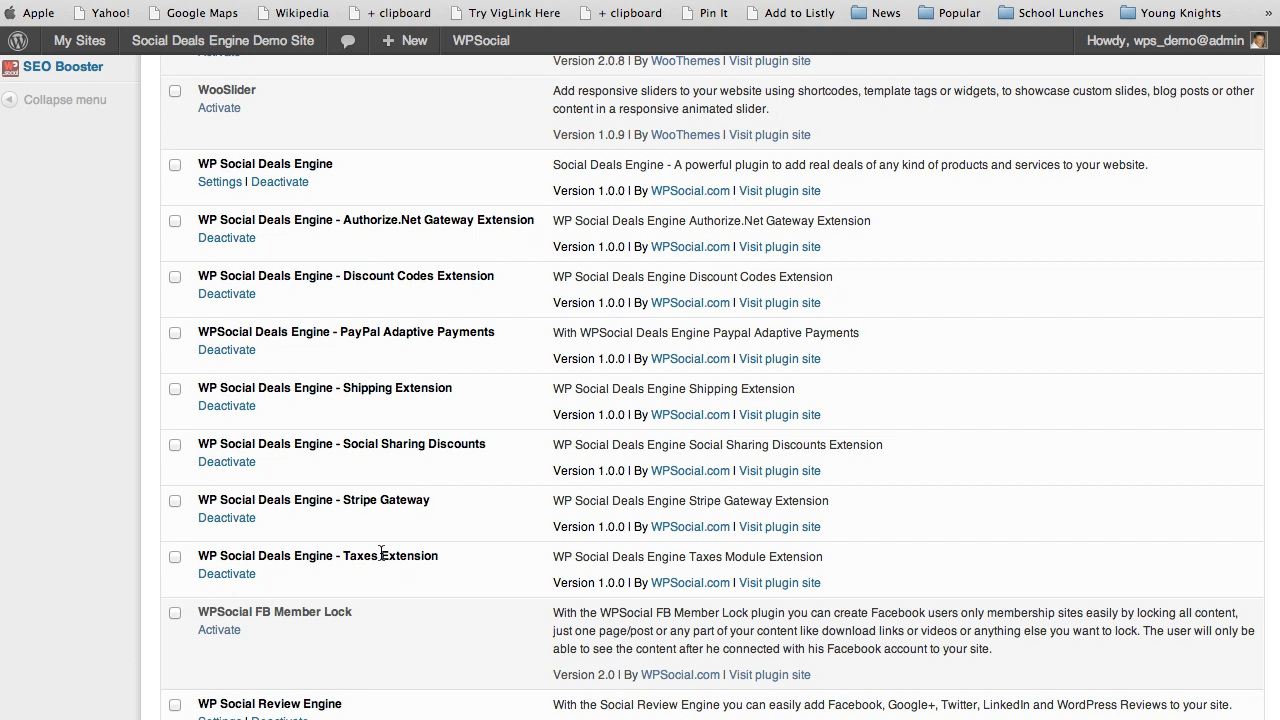 Apple Yahoo! Google Maps Wikipedia + clipboard Try VigLink Here + clipboard Pin It Add to Listly News Popular School Lunches Young Knights »
My Sites Social Deals Engine Demo Site + New WPSocial Howdy, wps_demo@admin
SEO Booster
Collapse menu
Version 2.0.8 | By WooThemes | Visit plugin site
WooSlider
Activate
Add responsive sliders to your website using shortcodes, template tags or widgets, to showcase custom slides, blog posts or other
content in a responsive animated slider.
Version 1.0.9 | By WooThemes | Visit plugin site
WP Social Deals Engine
Settings | Deactivate
Social Deals Engine - A powerful plugin to add real deals of any kind of products and services to your website.
Version 1.0.0 | By WPSocial.com | Visit plugin site
WP Social Deals Engine - Authorize.Net Gateway Extension
Deactivate
WP Social Deals Engine Authorize.Net Gateway Extension
Version 1.0.0 | By WPSocial.com | Visit plugin site
WP Social Deals Engine - Discount Codes Extension
Deactivate
WP Social Deals Engine Discount Codes Extension
Version 1.0.0 | By WPSocial.com | Visit plugin site
WPSocial Deals Engine - PayPal Adaptive Payments
Deactivate
With WPSocial Deals Engine Paypal Adaptive Payments
Version 1.0.0 | By WPSocial.com | Visit plugin site
WP Social Deals Engine - Shipping Extension
Deactivate
WP Social Deals Engine Shipping Extension
Version 1.0.0 | By WPSocial.com | Visit plugin site
WP Social Deals Engine - Social Sharing Discounts
Deactivate
WP Social Deals Engine Social Sharing Discounts Extension
Version 1.0.0 | By WPSocial.com | Visit plugin site
WP Social Deals Engine - Stripe Gateway
Deactivate
WP Social Deals Engine Stripe Gateway Extension
Version 1.0.0 | By WPSocial.com | Visit plugin site
WP Social Deals Engine - Taxes Extension
Deactivate
WP Social Deals Engine Taxes Module Extension
Version 1.0.0 | By WPSocial.com | Visit plugin site
WPSocial FB Member Lock
Activate
With the WPSocial FB Member Lock plugin you can create Facebook users only membership sites easily by locking all content,
just one page/post or any part of your content like download links or videos or anything else you want to lock. The user will only be
able to see the content after he connected with his Facebook account to your site.
Version 2.0 | By WPSocial.com | Visit plugin site
WP Social Review Engine
Settings | Deactivate
With the Social Review Engine you can easily add Facebook, Google+, Twitter, LinkedIn and WordPress Reviews to your site.